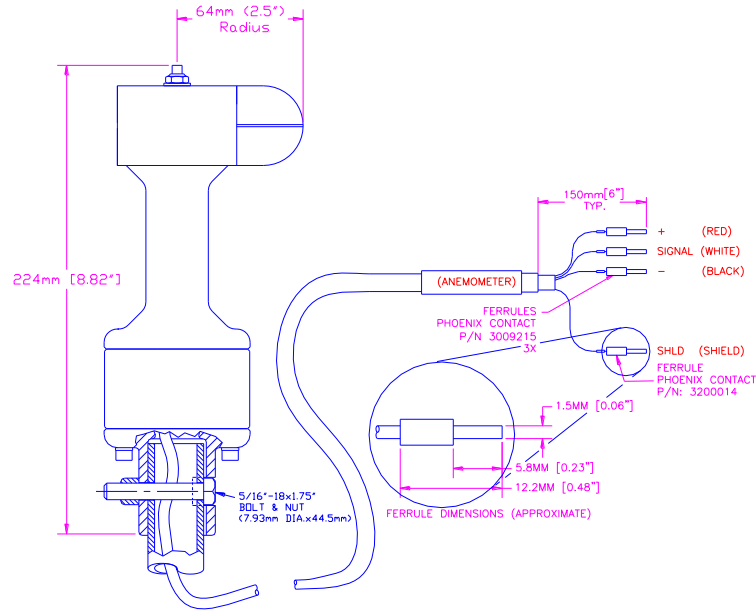 64mm (2.5")
Radius
224mm [8.82"]
150mm[6"]
TYP.
+ (RED)
SIGNAL (WHITE)
- (BLACK)
(ANEMOMETER)
FERRULES
PHOENIX CONTACT
P/N 3009215
3X
SHLD (SHIELD)
FERRULE
PHOENIX CONTACT
P/N: 3200014
1.5MM [0.06"]
5.8MM [0.23"]
12.2MM [0.48"]
FERRULE DIMENSIONS (APPROXIMATE)
5/16"-18x1.75"
BOLT & NUT
(7.93mm DIA.x44.5mm)